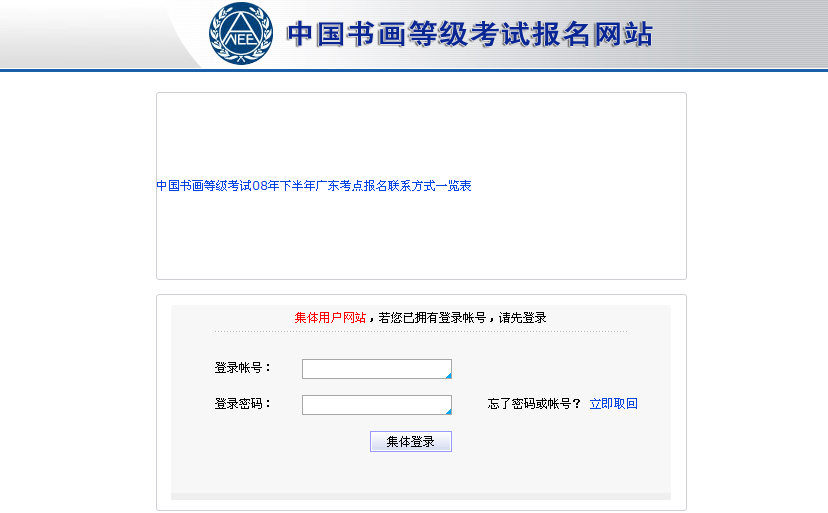 NEEA
中国书画等级考试报名网站
中国书画等级考试08年下半年广东考点报名联系方式一览表
集体用户网站，若您已拥有登录帐号，请先登录
登录帐号：
登录密码：
忘了密码或帐号？ 立即取回
集体登录